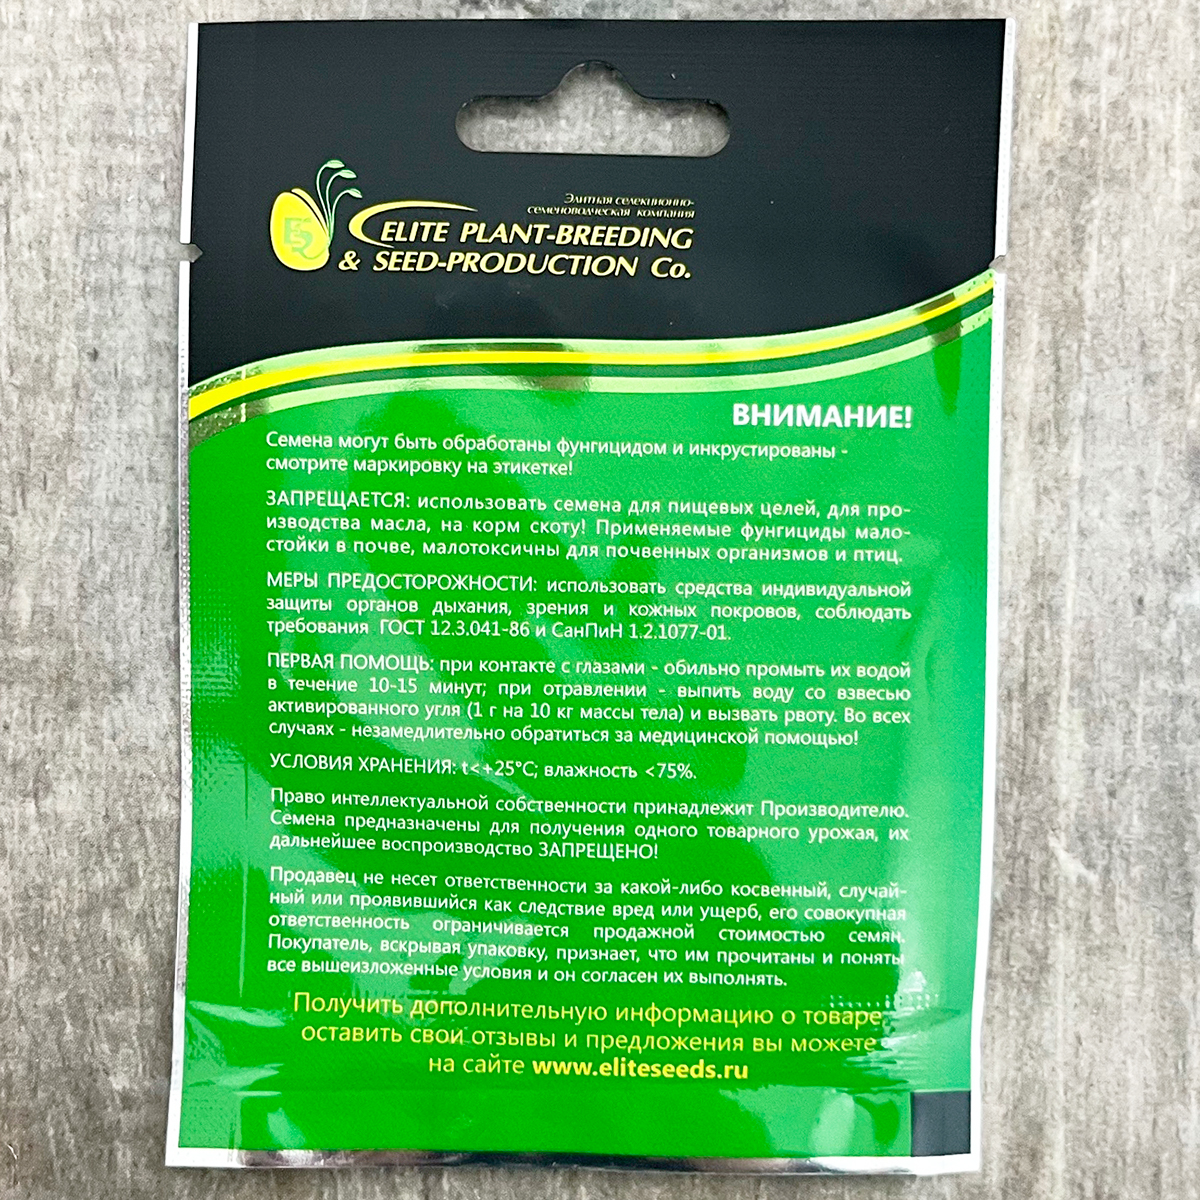 Элитная селекционно-
семеноводческая компания
ELITE PLANT-BREEDING
& SEED-PRODUCTION Co.
ВНИМАНИЕ!
Семена могут быть обработаны фунгицидом и инкрустированы -
смотрите маркировку на этикетке!
ЗАПРЕЩАЕТСЯ: использовать семена для пищевых целей, для про-
изводства масла, на корм скоту! Применяемые фунгициды мало-
стойки в почве, малотоксичны для почвенных организмов и птиц.
МЕРЫ ПРЕДОСТОРОЖНОСТИ: использовать средства индивидуальной
защиты органов дыхания, зрения и кожных покровов, соблюдать
требования ГОСТ 12.3.041-86 и СанПиН 1.2.1077-01.
ПЕРВАЯ ПОМОЩЬ: при контакте с глазами - обильно промыть их водой
в течение 10-15 минут; при отравлении - выпить воду со взвесью
активированного угля (1 г на 10 кг массы тела) и вызвать рвоту. Во всех
случаях - незамедлительно обратиться за медицинской помощью!
УСЛОВИЯ ХРАНЕНИЯ: t<+25°С; влажность <75%.
Право интеллектуальной собственности принадлежит Производителю.
Семена предназначены для получения одного товарного урожая, их
дальнейшее воспроизводство ЗАПРЕЩЕНО!
Продавец не несет ответственности за какой-либо косвенный, случай-
ный или проявившийся как следствие вред или ущерб, его совокупная
ответственность ограничивается продажной стоимостью семян.
Покупатель, вскрывая упаковку, признает, что им прочитаны и поняты
все вышеизложенные условия и он согласен их выполнять.
Получить дополнительную информацию о товаре,
оставить свои отзывы и предложения вы можете
на сайте www.eliteseeds.ru